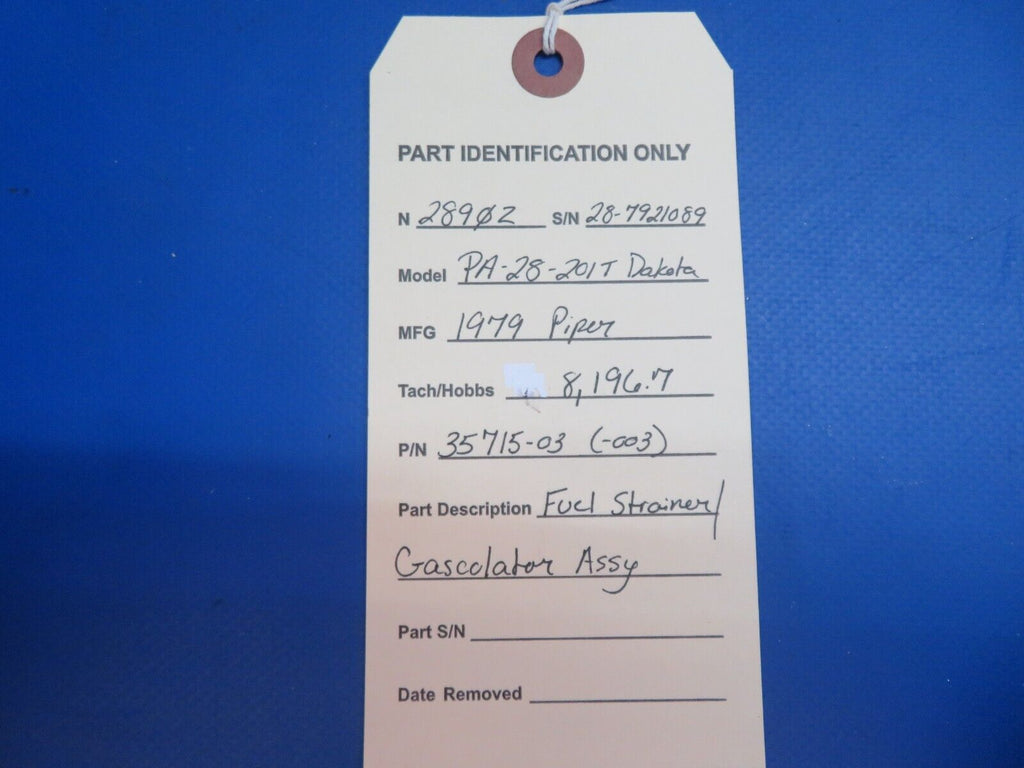 PART IDENTIFICATION ONLY
N 289ØZ S/N 28-7921089
Model PA-28-201T Dakota
MFG 1979 Piper
Tach/Hobbs 8,196.7
P/N 35715-03 (-003)
Part Description Fuel Strainer/
Gascolator Assy
Part S/N
Date Removed